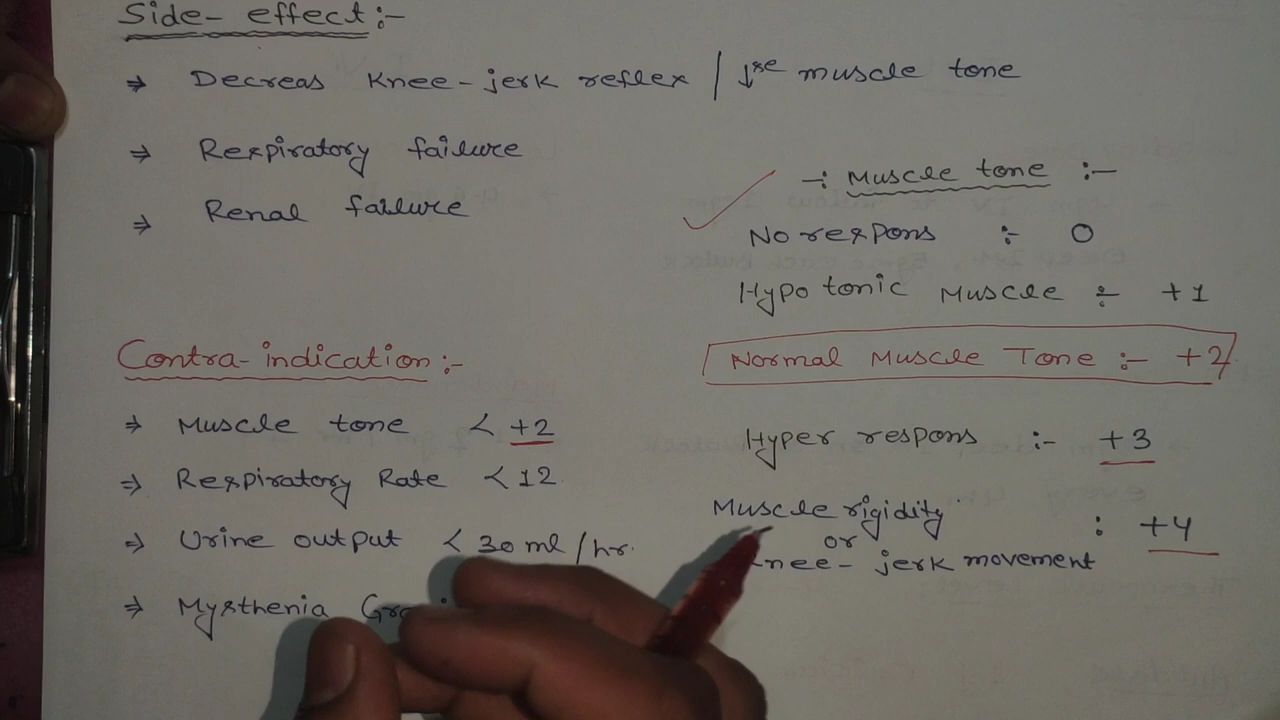 Side- effect :-
⇒ Decreas Knee-jerk reflex / ↓se muscle tone
⇒ Respiratory failure
⇒ Renal failure
Contra-indication :-
⇒ Muscle tone < +2
⇒ Respiratory Rate < 12
⇒ Urine output < 30 ml/hr.
⇒ Mysthenia
-: Muscle tone :-
No respons :- 0
Hypo tonic Muscle ÷ +1
Normal Muscle Tone :- +2
Hyper respons :- +3
Muscle rigidity
or : +4
Knee- jerk movement